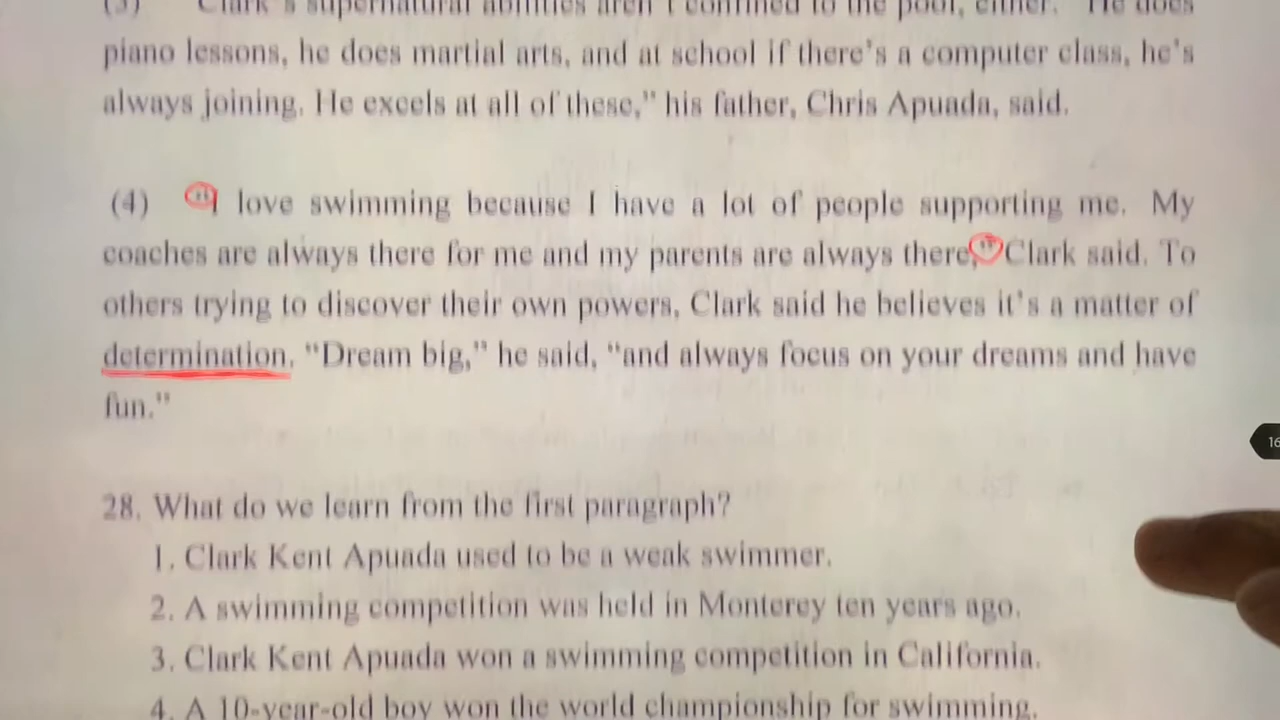 (3) Clark's supernatural abilities aren't confined to the pool, either. "He does
piano lessons, he does martial arts, and at school if there's a computer class, he's
always joining. He excels at all of these," his father, Chris Apuada, said.
(4) "I love swimming because I have a lot of people supporting me. My
coaches are always there for me and my parents are always there," Clark said. To
others trying to discover their own powers, Clark said he believes it's a matter of
determination. "Dream big," he said, "and always focus on your dreams and have
fun."
28. What do we learn from the first paragraph?
1. Clark Kent Apuada used to be a weak swimmer.
2. A swimming competition was held in Monterey ten years ago.
3. Clark Kent Apuada won a swimming competition in California.
4. A 10-year-old boy won the world championship for swimming.
16